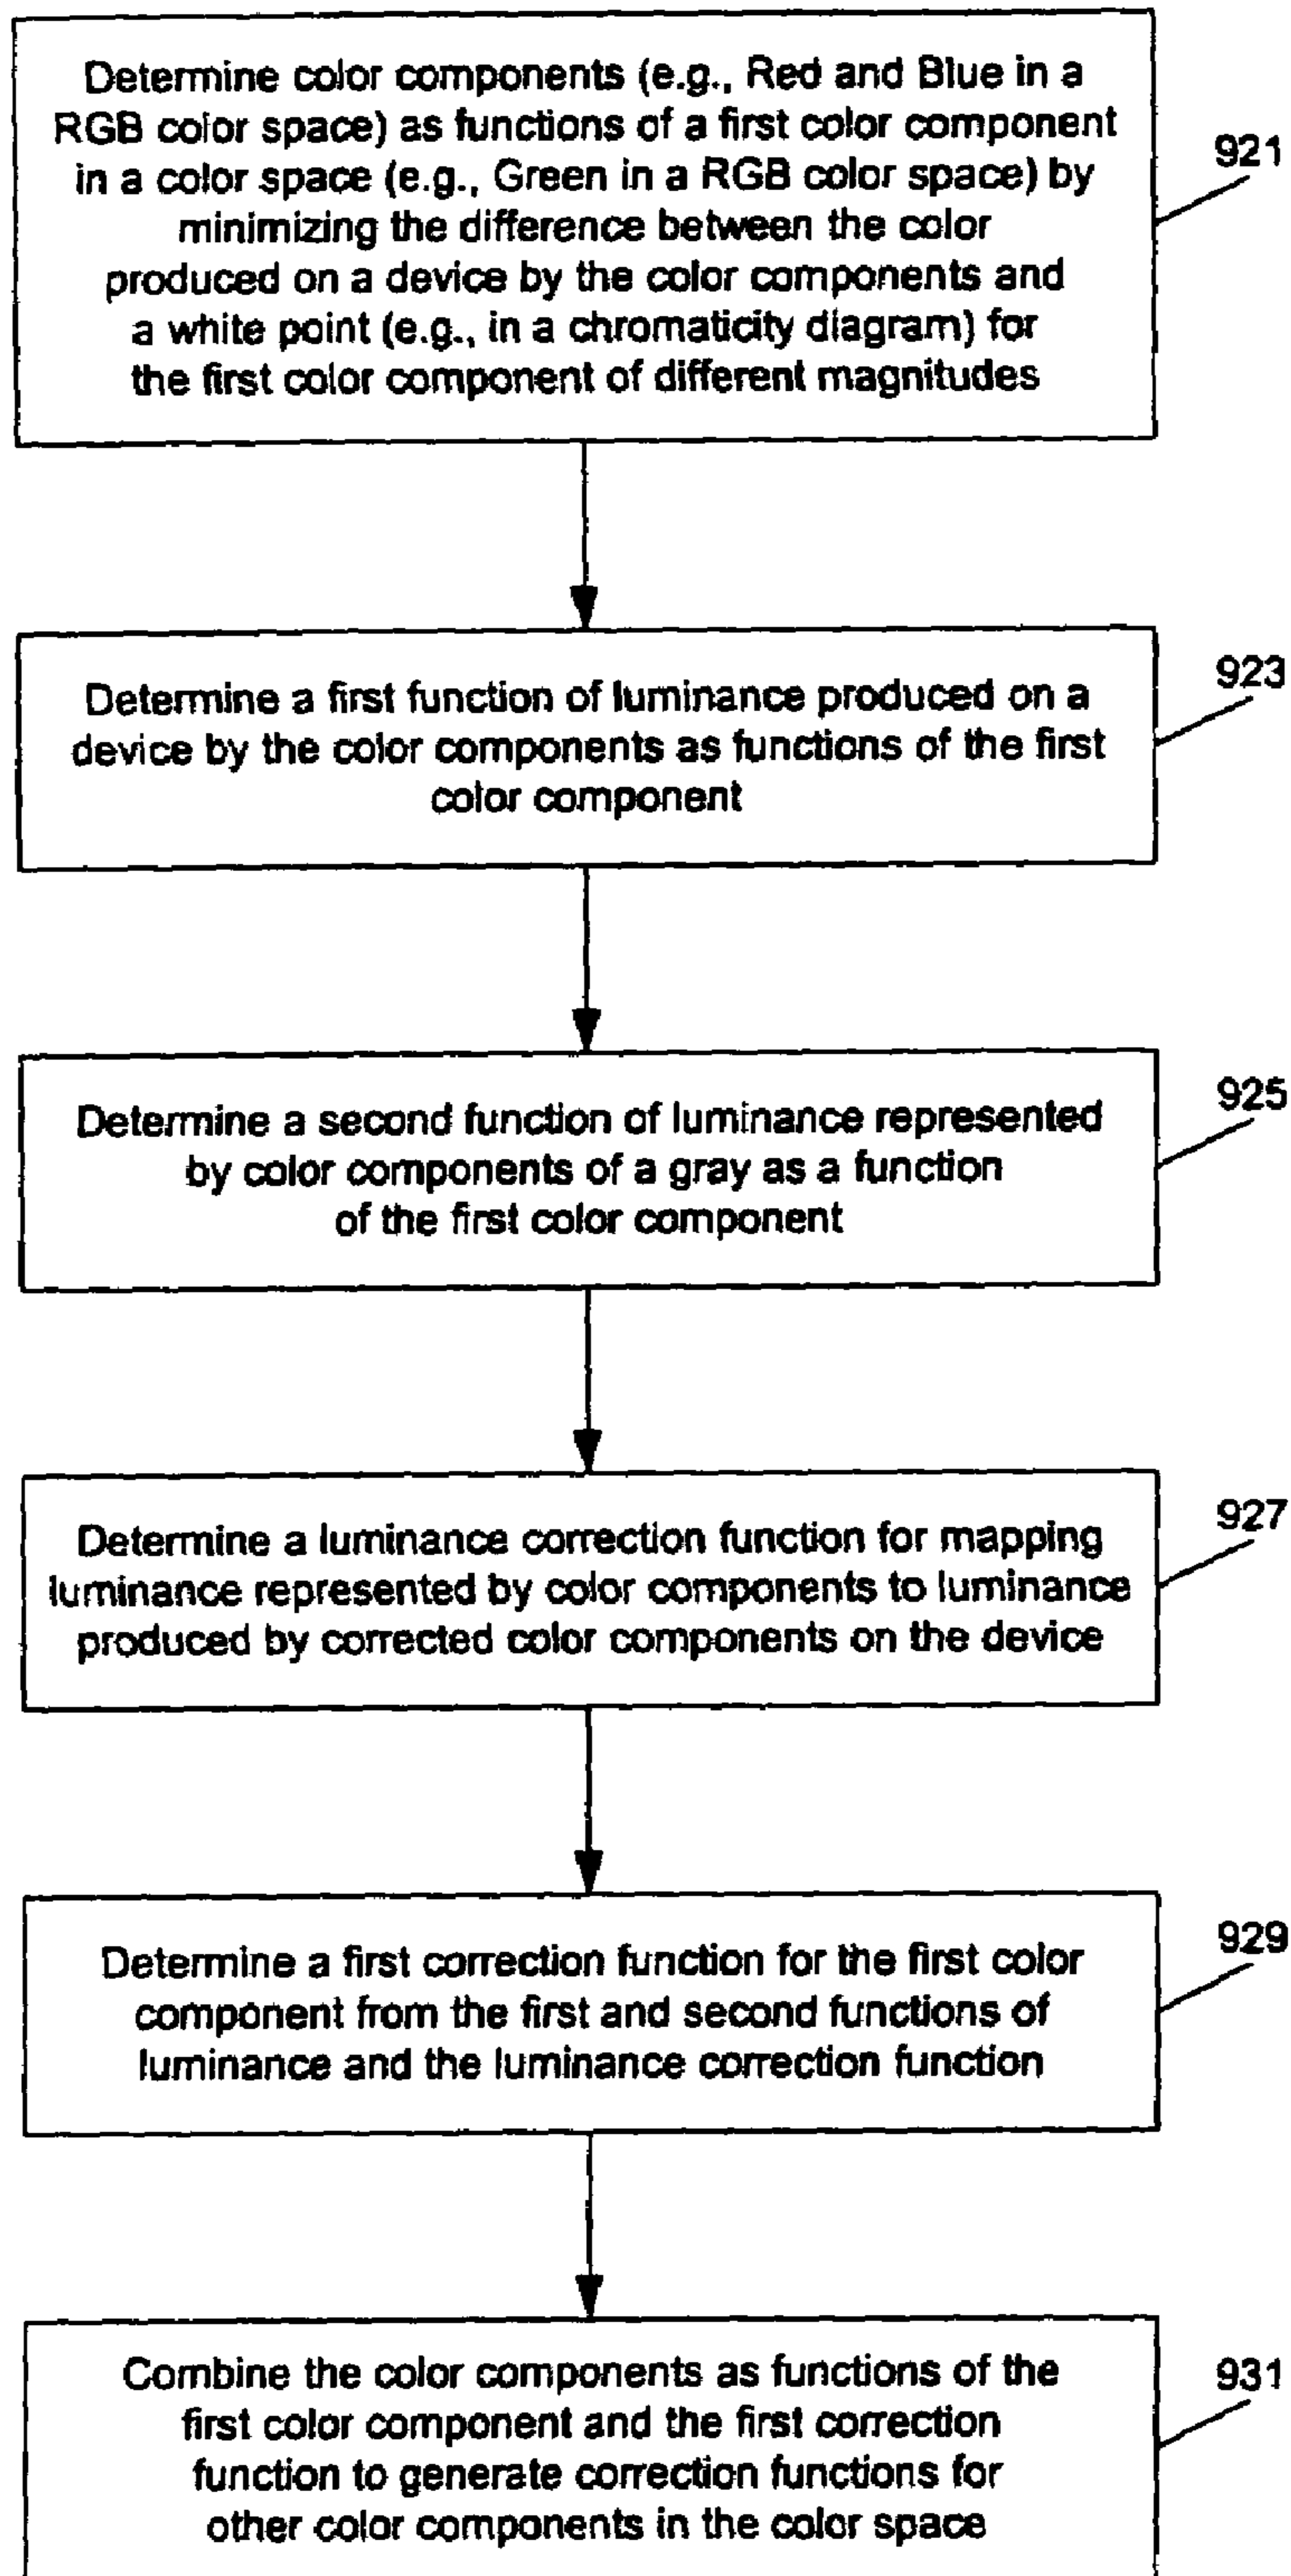 Determine color components (e.g., Red and Blue in a
RGB color space) as functions of a first color component
in a color space (e.g., Green in a RGB color space) by
minimizing the difference between the color
produced on a device by the color components and
a white point (e.g., in a chromaticity diagram) for
the first color component of different magnitudes
921
Determine a first function of luminance produced on a
device by the color components as functions of the first
color component
923
Determine a second function of luminance represented
by color components of a gray as a function
of the first color component
925
Determine a luminance correction function for mapping
luminance represented by color components to luminance
produced by corrected color components on the device
927
Determine a first correction function for the first color
component from the first and second functions of
luminance and the luminance correction function
929
Combine the color components as functions of the
first color component and the first correction
function to generate correction functions for
other color components in the color space
931